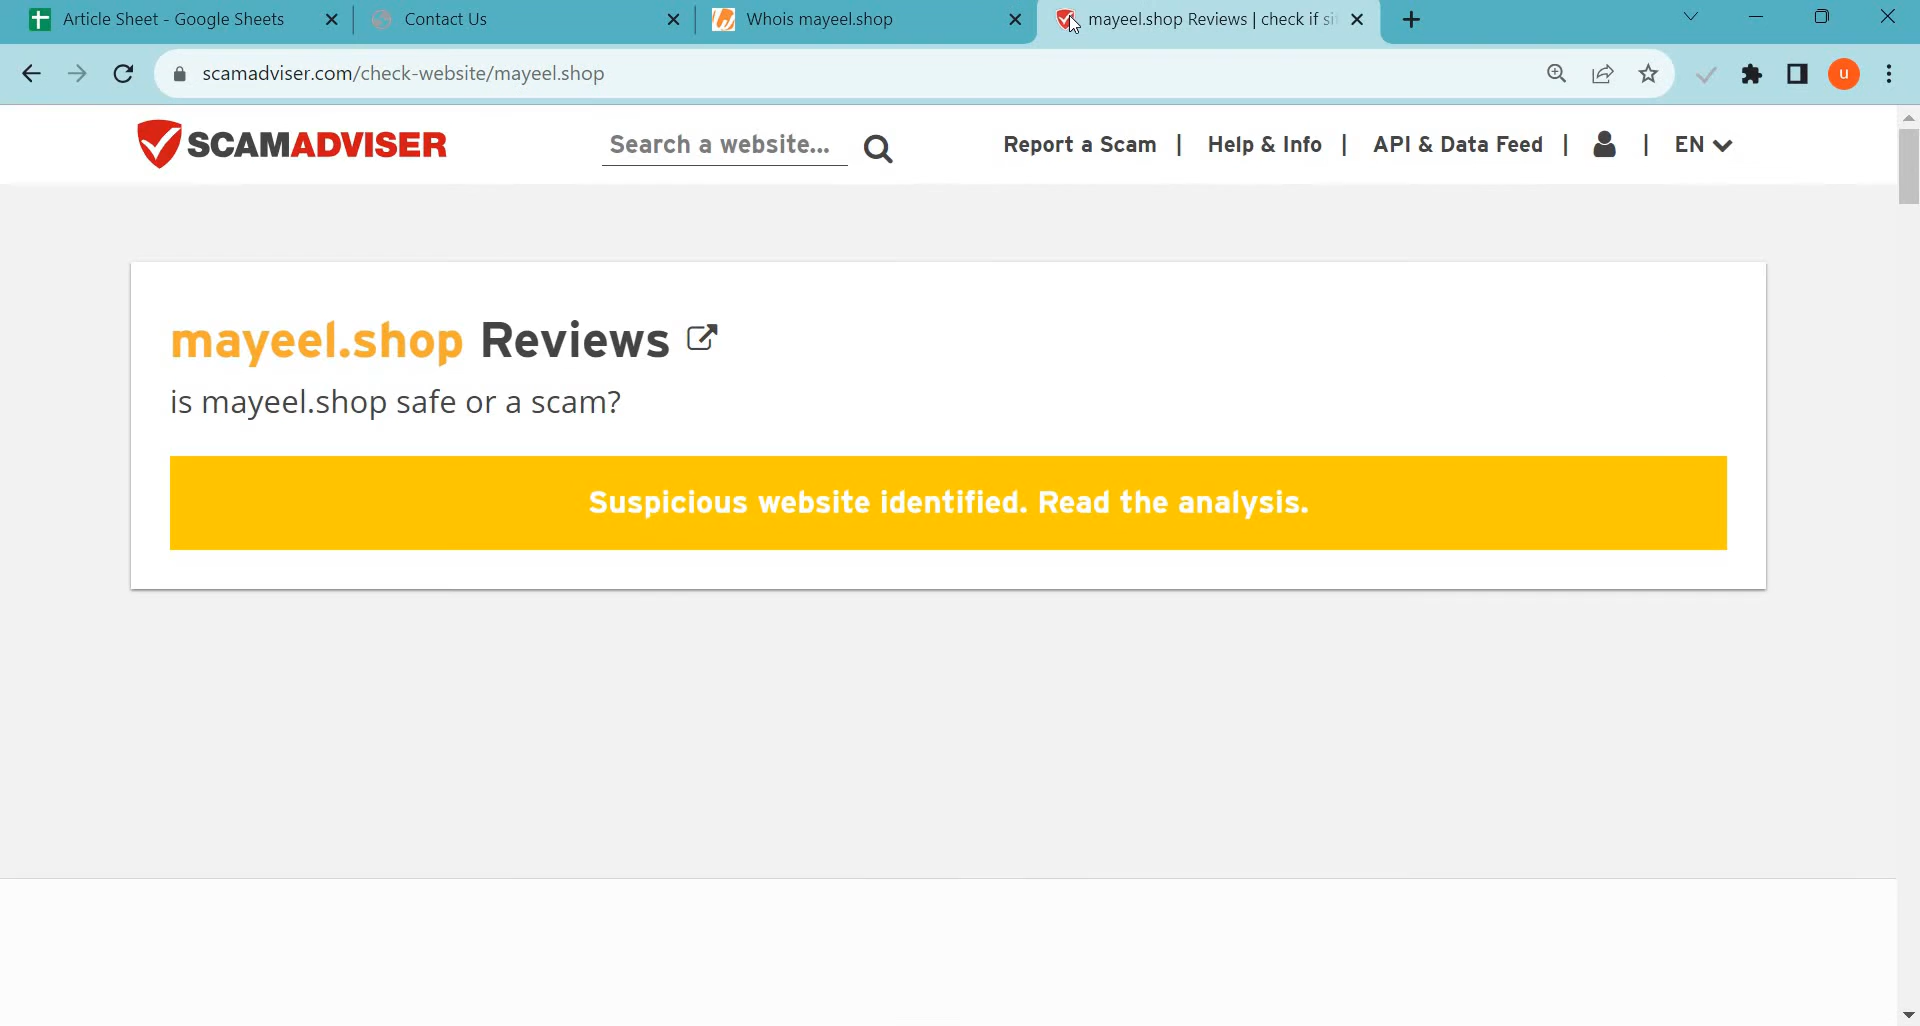 Article Sheet - Google Sheets
Contact Us
Whois mayeel.shop
mayeel.shop Reviews | check if si
scamadviser.com/check-website/mayeel.shop
u
SCAMADVISER
Search a website...
Report a Scam | Help & Info | API & Data Feed | | EN
mayeel.shop Reviews
is mayeel.shop safe or a scam?
Suspicious website identified. Read the analysis.